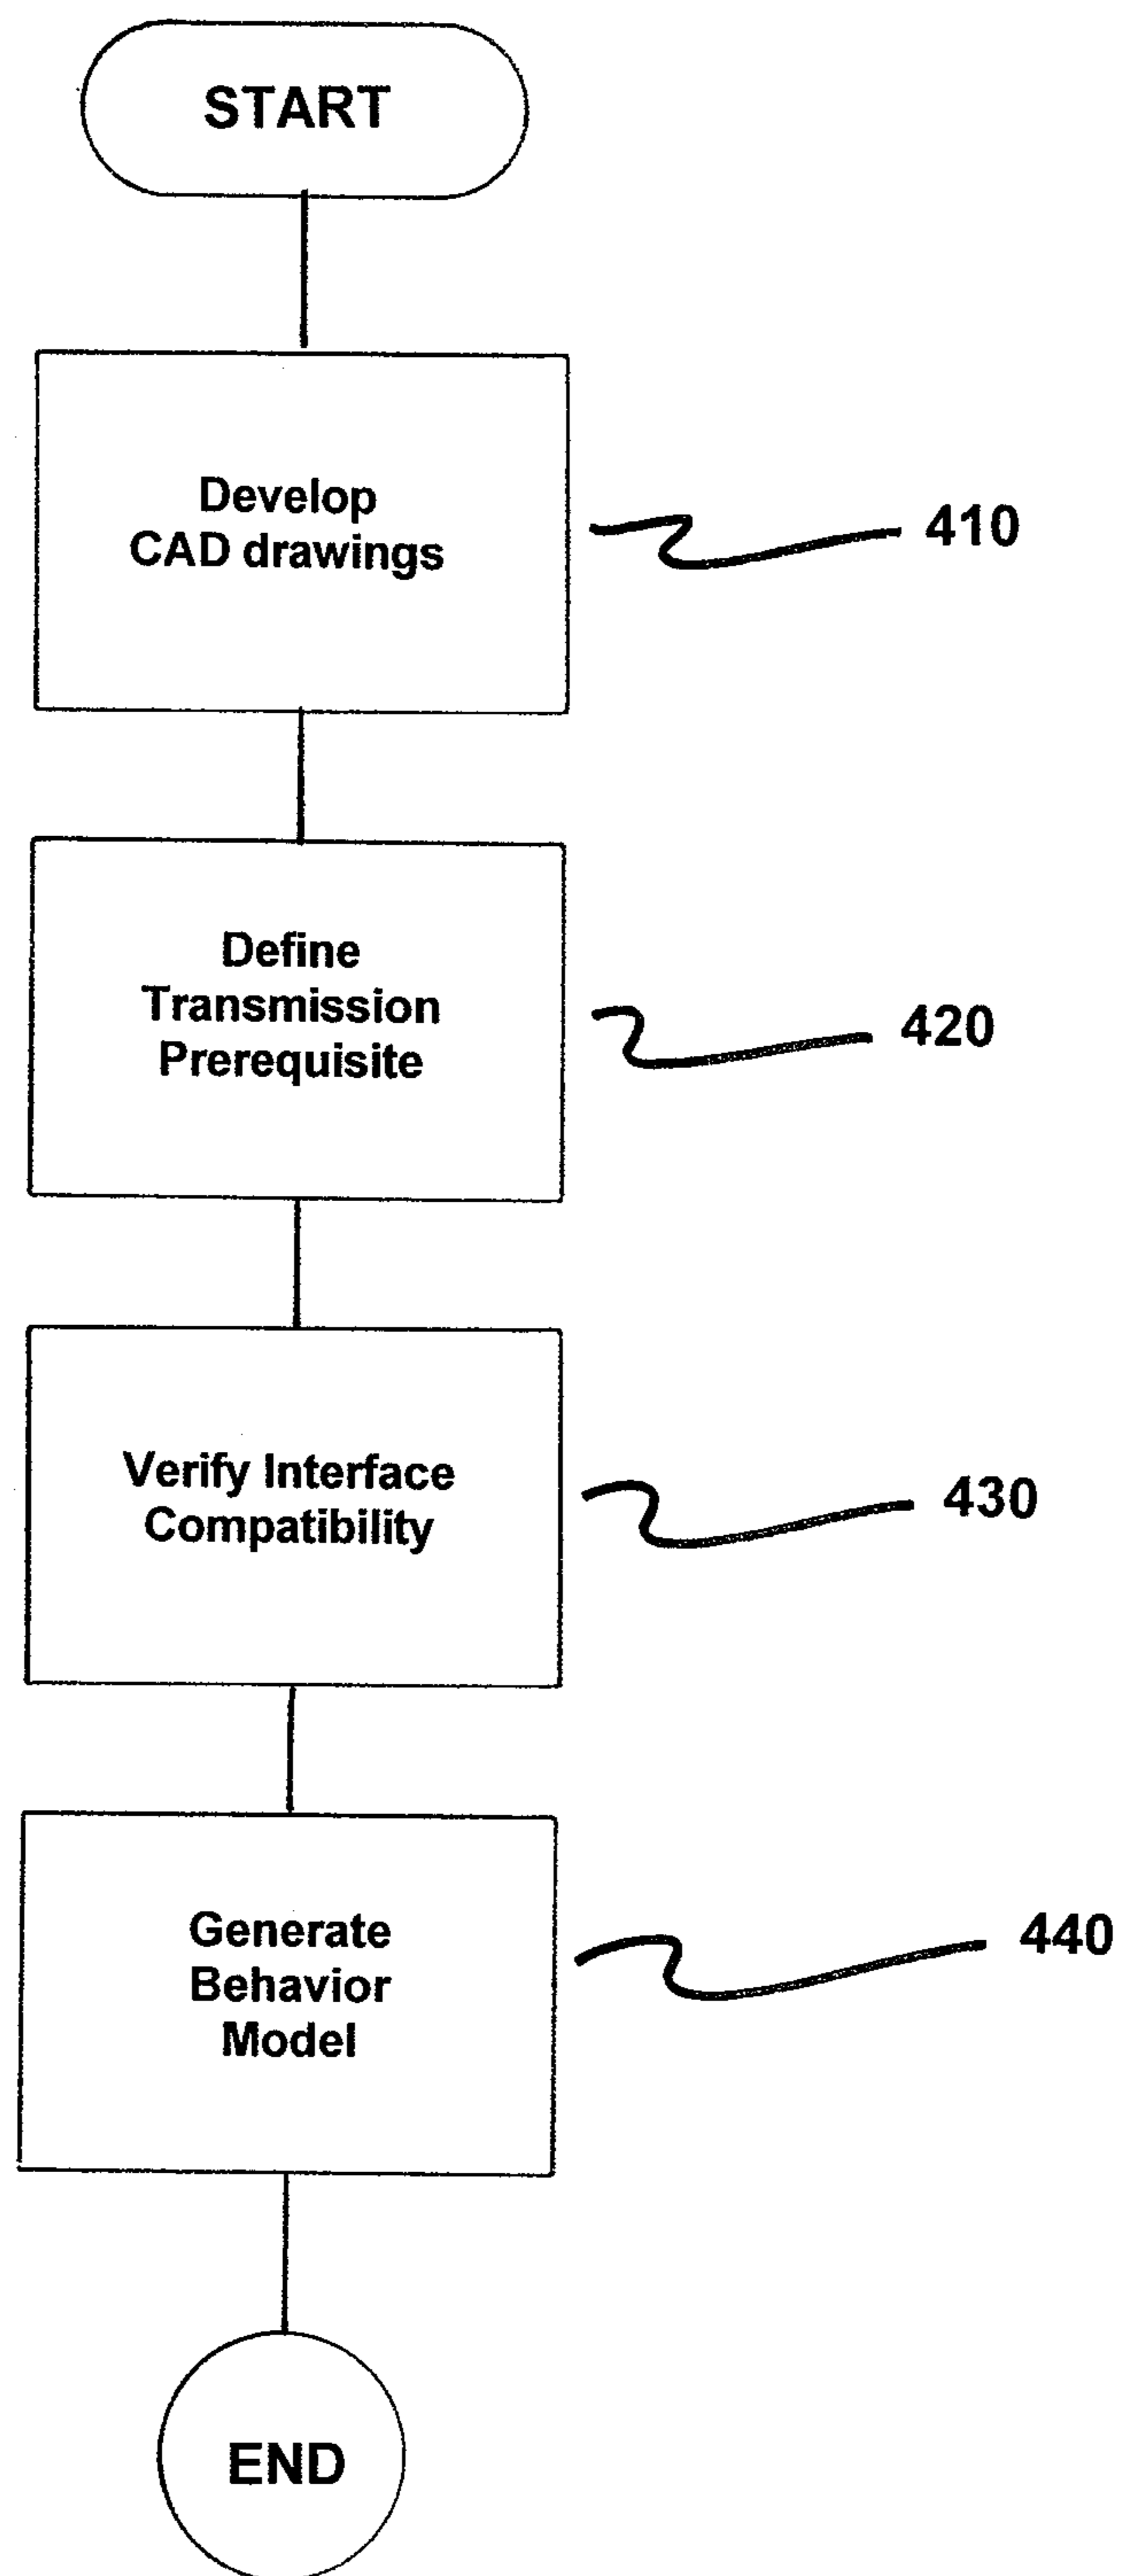 START
Develop
CAD drawings
410
Define
Transmission
Prerequisite
420
Verify Interface
Compatibility
430
Generate
Behavior
Model
440
END